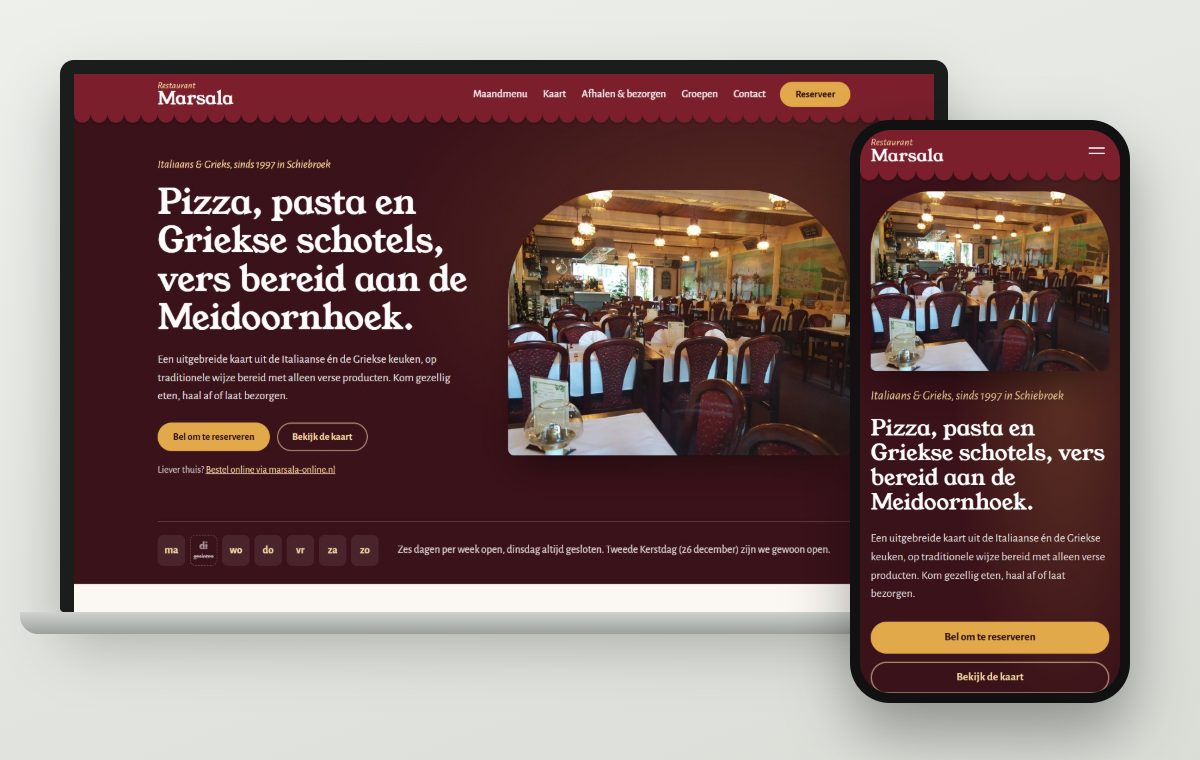 Restaurant
Marsala
Maandmenu Kaart Afhalen & bezorgen Groepen Contact Reserveer
Italiaans & Grieks, sinds 1997 in Schiebroek
Pizza, pasta en
Griekse schotels,
vers bereid aan de
Meidoornhoek.
Een uitgebreide kaart uit de Italiaanse én de Griekse keuken, op
traditionele wijze bereid met alleen verse producten. Kom gezellig
eten, haal af of laat bezorgen.
Bel om te reserveren Bekijk de kaart
Liever thuis? Bestel online via marsala-online.nl
ma di wo do vr za zo
gesloten
Zes dagen per week open, dinsdag altijd gesloten. Tweede Kerstdag (26 december) zijn we gewoon open.
Restaurant
Marsala
Italiaans & Grieks, sinds 1997 in Schiebroek
Pizza, pasta en
Griekse schotels, vers
bereid aan de
Meidoornhoek.
Een uitgebreide kaart uit de Italiaanse én de Griekse
keuken, op traditionele wijze bereid met alleen verse
producten. Kom gezellig eten, haal af of laat
bezorgen.
Bel om te reserveren
Bekijk de kaart